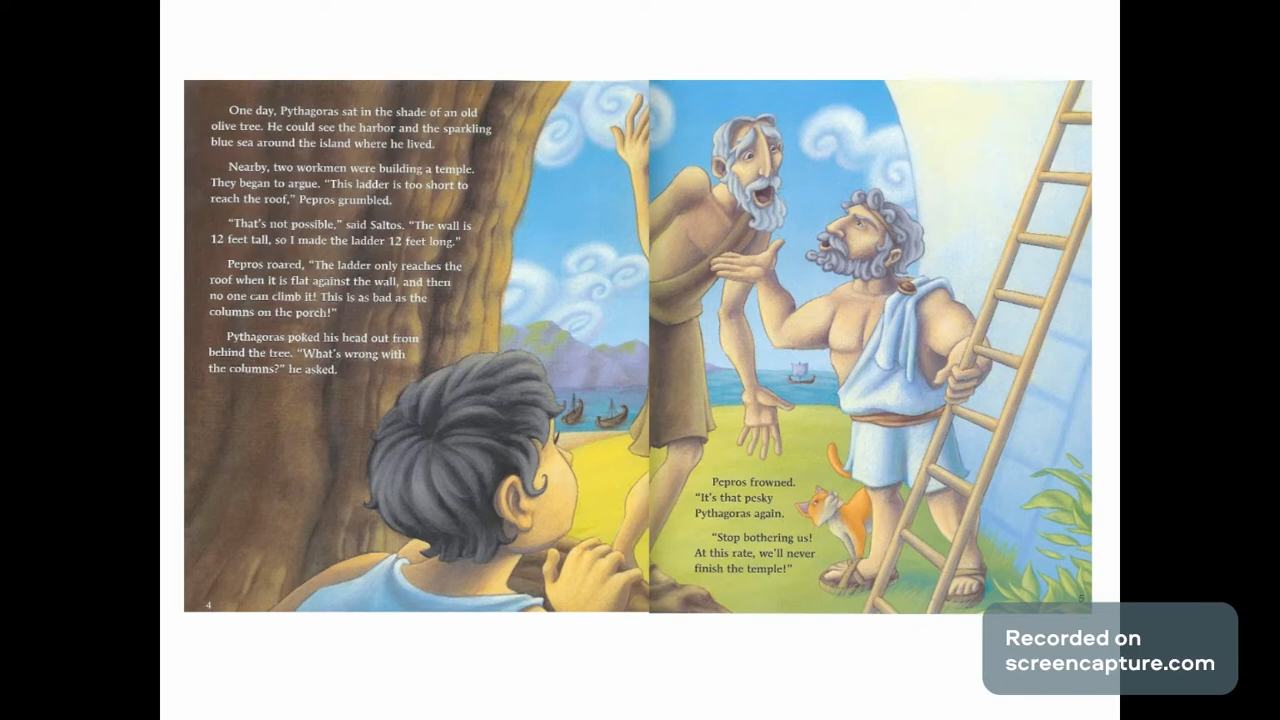 One day, Pythagoras sat in the shade of an old
olive tree. He could see the harbor and the sparkling
blue sea around the island where he lived.
Nearby, two workmen were building a temple.
They began to argue. “This ladder is too short to
reach the roof,” Pepros grumbled.
“That’s not possible,” said Saltos. “The wall is
12 feet tall, so I made the ladder 12 feet long.”
Pepros roared, “The ladder only reaches the
roof when it is flat against the wall, and then
no one can climb it! This is as bad as the
columns on the porch!”
Pythagoras poked his head out from
behind the tree. “What’s wrong with
the columns?” he asked.
4
Pepros frowned.
“It’s that pesky
Pythagoras again.
“Stop bothering us!
At this rate, we’ll never
finish the temple!”
5
Recorded on
screencapture.com